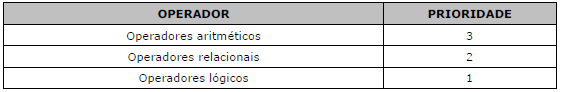 OPERADOR PRIORIDADE
Operadores aritméticos 3
Operadores relacionais 2
Operadores lógicos 1